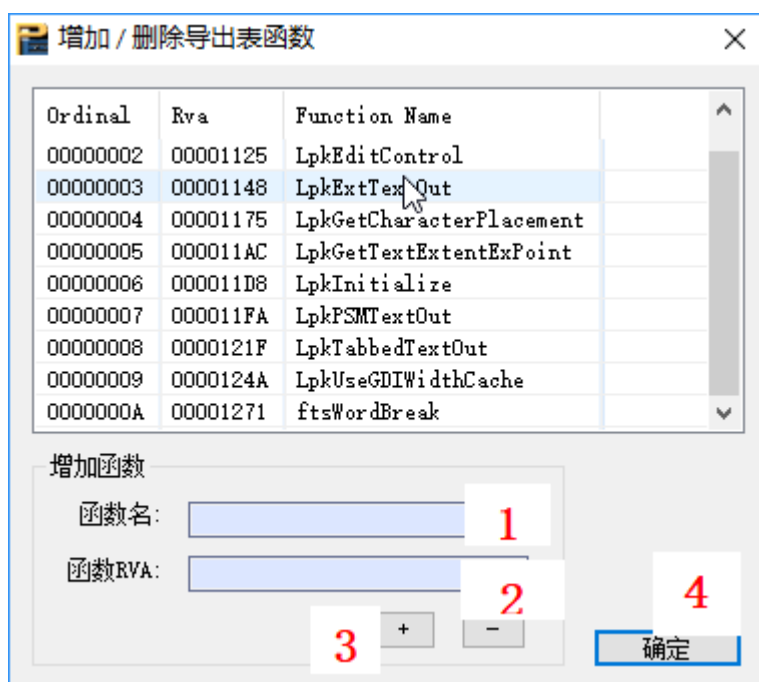 增加 / 删除导出表函数
Ordinal Rva Function Name
00000002 00001125 LpkEditControl
00000003 00001148 LpkExtTextOut
00000004 00001175 LpkGetCharacterPlacement
00000005 000011AC LpkGetTextExtentExPoint
00000006 000011D8 LpkInitialize
00000007 000011FA LpkPSMTextOut
00000008 0000121F LpkTabbedTextOut
00000009 0000124A LpkUseGDIWidthCache
0000000A 00001271 ftsWordBreak
增加函数
函数名: 1
函数RVA: 2
3 + - 4
确定